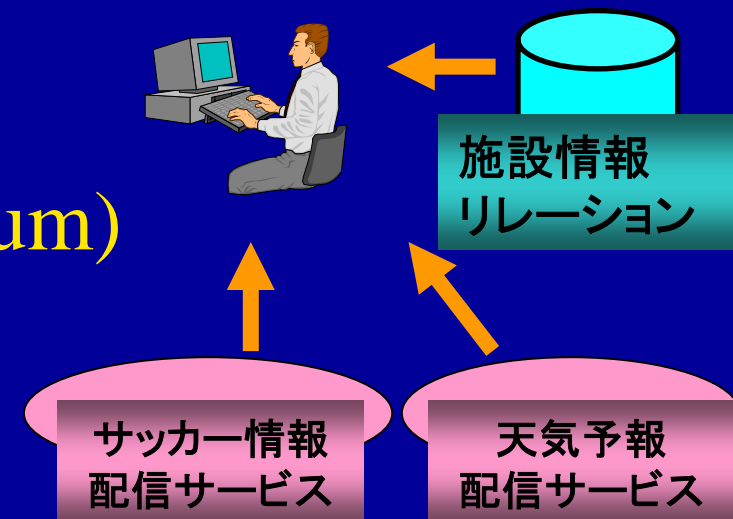 施設情報
リレーション
um)
サッカー情報
配信サービス
天気予報
配信サービス